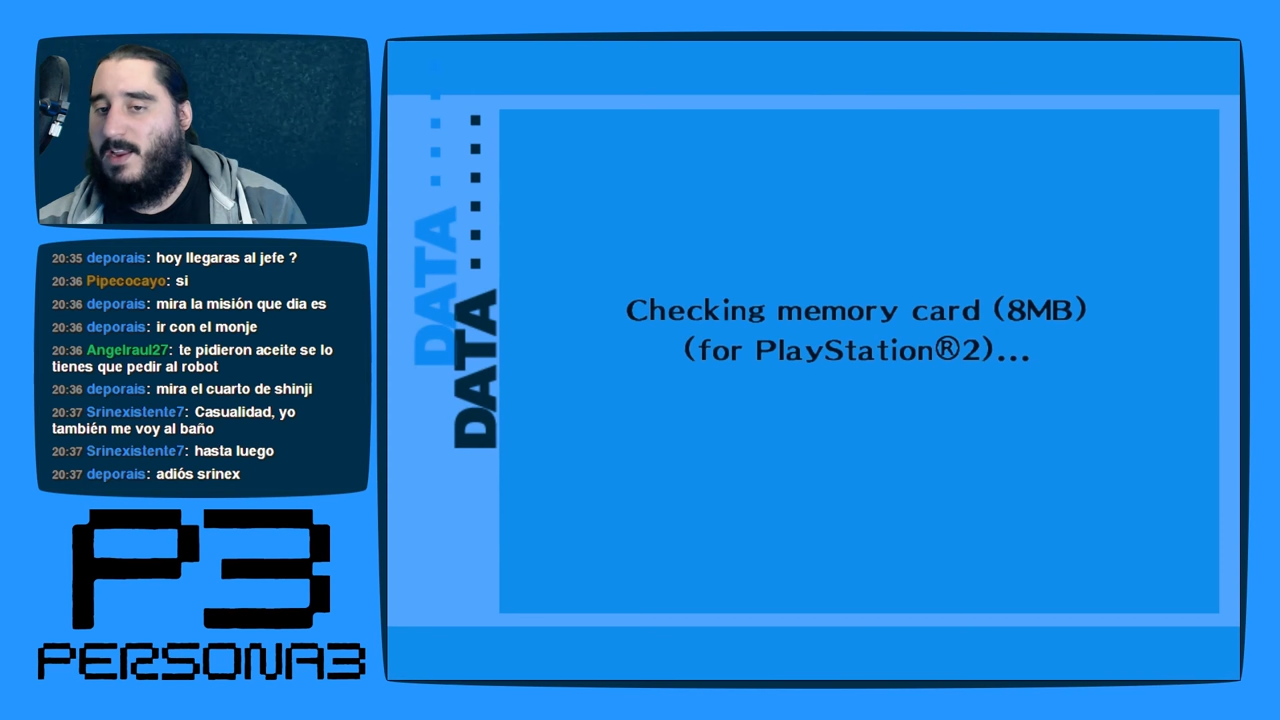 20:35 deporais: hoy llegaras al jefe ?
20:36 Pipecocayo: si
20:36 deporais: mira la misión que dia es
20:36 deporais: ir con el monje
20:36 Angelraul27: te pidieron aceite se lo
tienes que pedir al robot
20:36 deporais: mira el cuarto de shinji
20:37 Srinexistente7: Casualidad, yo
también me voy al baño
20:37 Srinexistente7: hasta luego
20:37 deporais: adiós srinex
P3
PERSONA3
DATA ......
DATA ......
Checking memory card (8MB)
(for PlayStation®2)...